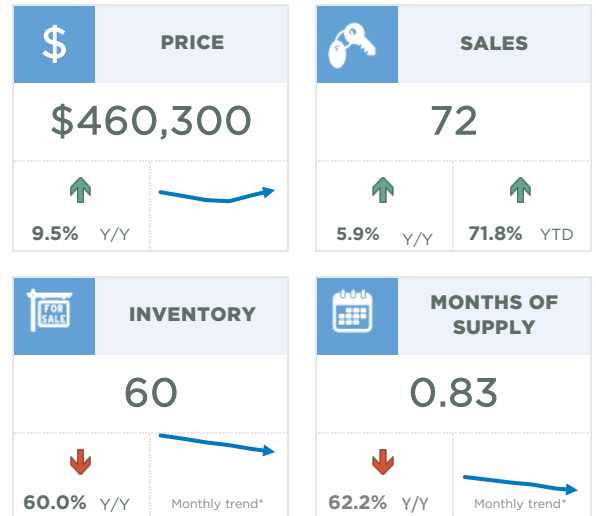 $
PRICE
$460,300
9.5% Y/Y
SALES
72
5.9% Y/Y
71.8% YTD
FOR
SALE
INVENTORY
60
60.0% Y/Y
Monthly trend*
MONTHS OF
SUPPLY
0.83
62.2% Y/Y
Monthly trend*